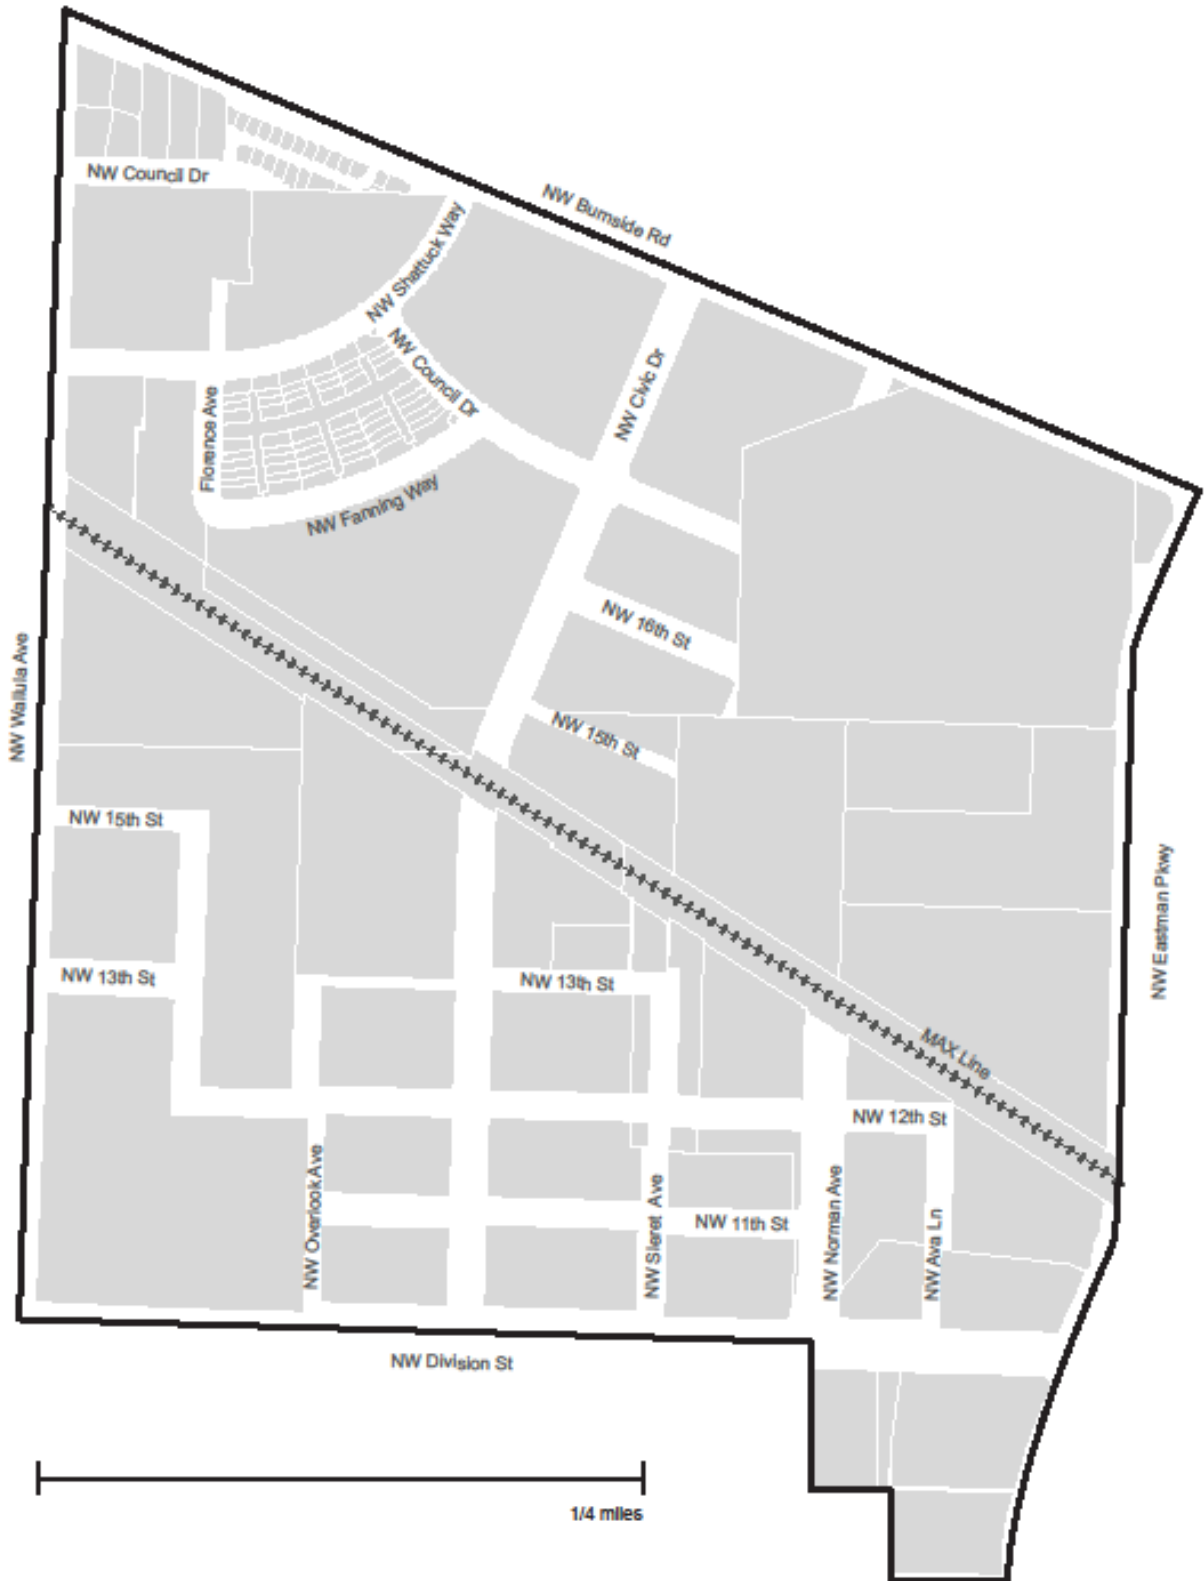 NW Council Dr
NW Burnside Rd
NW Shattuck Way
NW Council Dr
NW Civic Dr
Florence Ave
NW Fanning Way
NW 16th St
NW Wallula Ave
NW 15th St
NW 15th St
NW Eastman Pkwy
NW 13th St
NW 13th St
MAX Line
NW 12th St
NW Overlook Ave
NW Sleret Ave
NW 11th St
NW Norman Ave
NW Ava Ln
NW Division St
1/4 miles